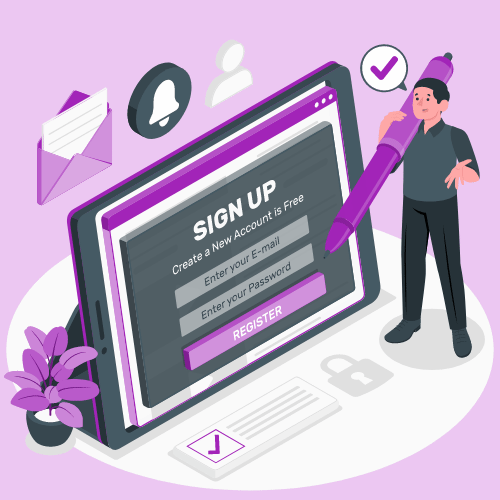 SIGN UP
Create a New Account is Free
Enter your E-mail
Enter your Password
REGISTER